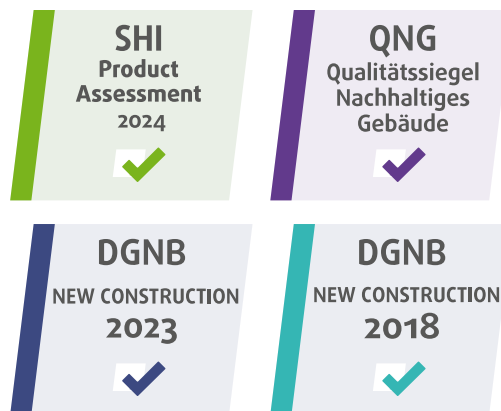 SHI
Product
Assessment
2024
QNG
Qualitätssiegel
Nachhaltiges
Gebäude
DGNB
NEW CONSTRUCTION
2023
DGNB
NEW CONSTRUCTION
2018